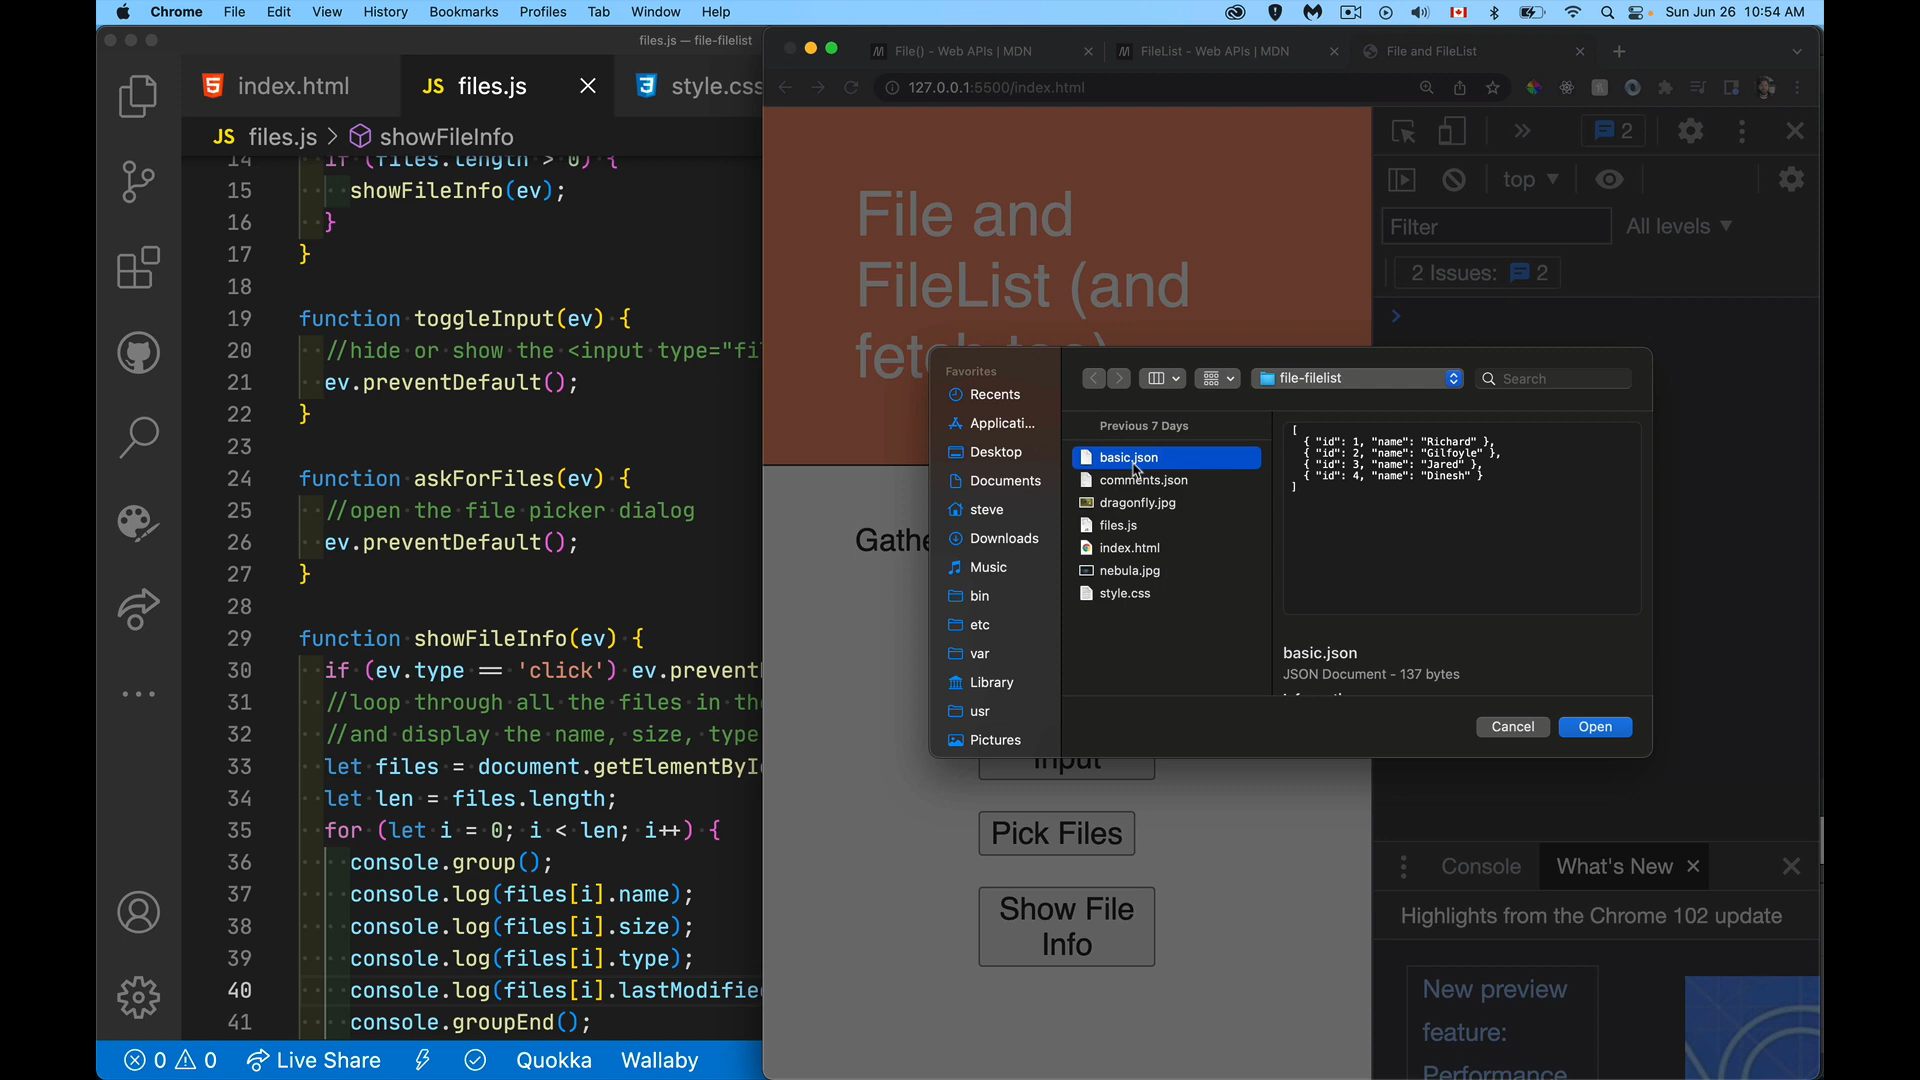 Chrome File Edit View History Bookmarks Profiles Tab Window Help
Sun Jun 26 10:54 AM
files.js — file-filelist
index.html
JS files.js
style.css
JS files.js > showFileInfo
14 if (files.length > 0) {
15 showFileInfo(ev);
16 }
17 }
18
19 function toggleInput(ev) {
20 //hide or show the <input type="fi
21 ev.preventDefault();
22 }
23
24 function askForFiles(ev) {
25 //open the file picker dialog
26 ev.preventDefault();
27 }
28
29 function showFileInfo(ev) {
30 if (ev.type == 'click') ev.prevent
31 //loop through all the files in th
32 //and display the name, size, type
33 let files = document.getElementById
34 let len = files.length;
35 for (let i = 0; i < len; i++) {
36 console.group();
37 console.log(files[i].name);
38 console.log(files[i].size);
39 console.log(files[i].type);
40 console.log(files[i].lastModified
41 console.groupEnd();
0 0 Live Share Quokka Wallaby
File() - Web APIs | MDN
FileList - Web APIs | MDN
File and FileList
127.0.0.1:5500/index.html
File and
FileList (and
fetch too)
Gathe
Input
Pick Files
Show File
Info
2
top
Filter
All levels
2 Issues: 2
Favorites
Recents
Applicati...
Desktop
Documents
steve
Downloads
Music
bin
etc
var
Library
usr
Pictures
file-filelist
Search
Previous 7 Days
basic.json
comments.json
dragonfly.jpg
files.js
index.html
nebula.jpg
style.css
[
{ "id": 1, "name": "Richard" },
{ "id": 2, "name": "Gilfoyle" },
{ "id": 3, "name": "Jared" },
{ "id": 4, "name": "Dinesh" }
]
basic.json
JSON Document - 137 bytes
Cancel
Open
Console
What's New
Highlights from the Chrome 102 update
New preview
feature:
Performance